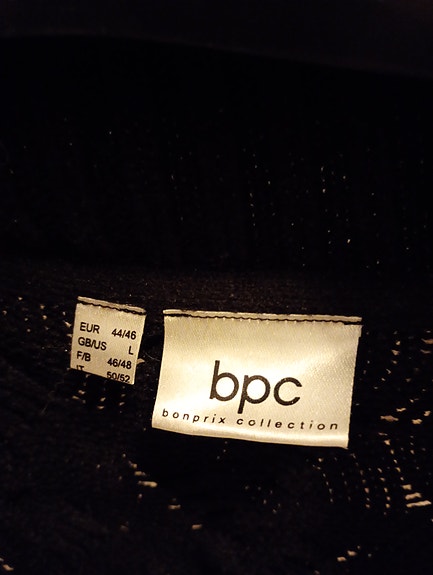 EUR 44/46
GB/US L
F/B 46/48
IT 50/52
bpc
bonprix collection